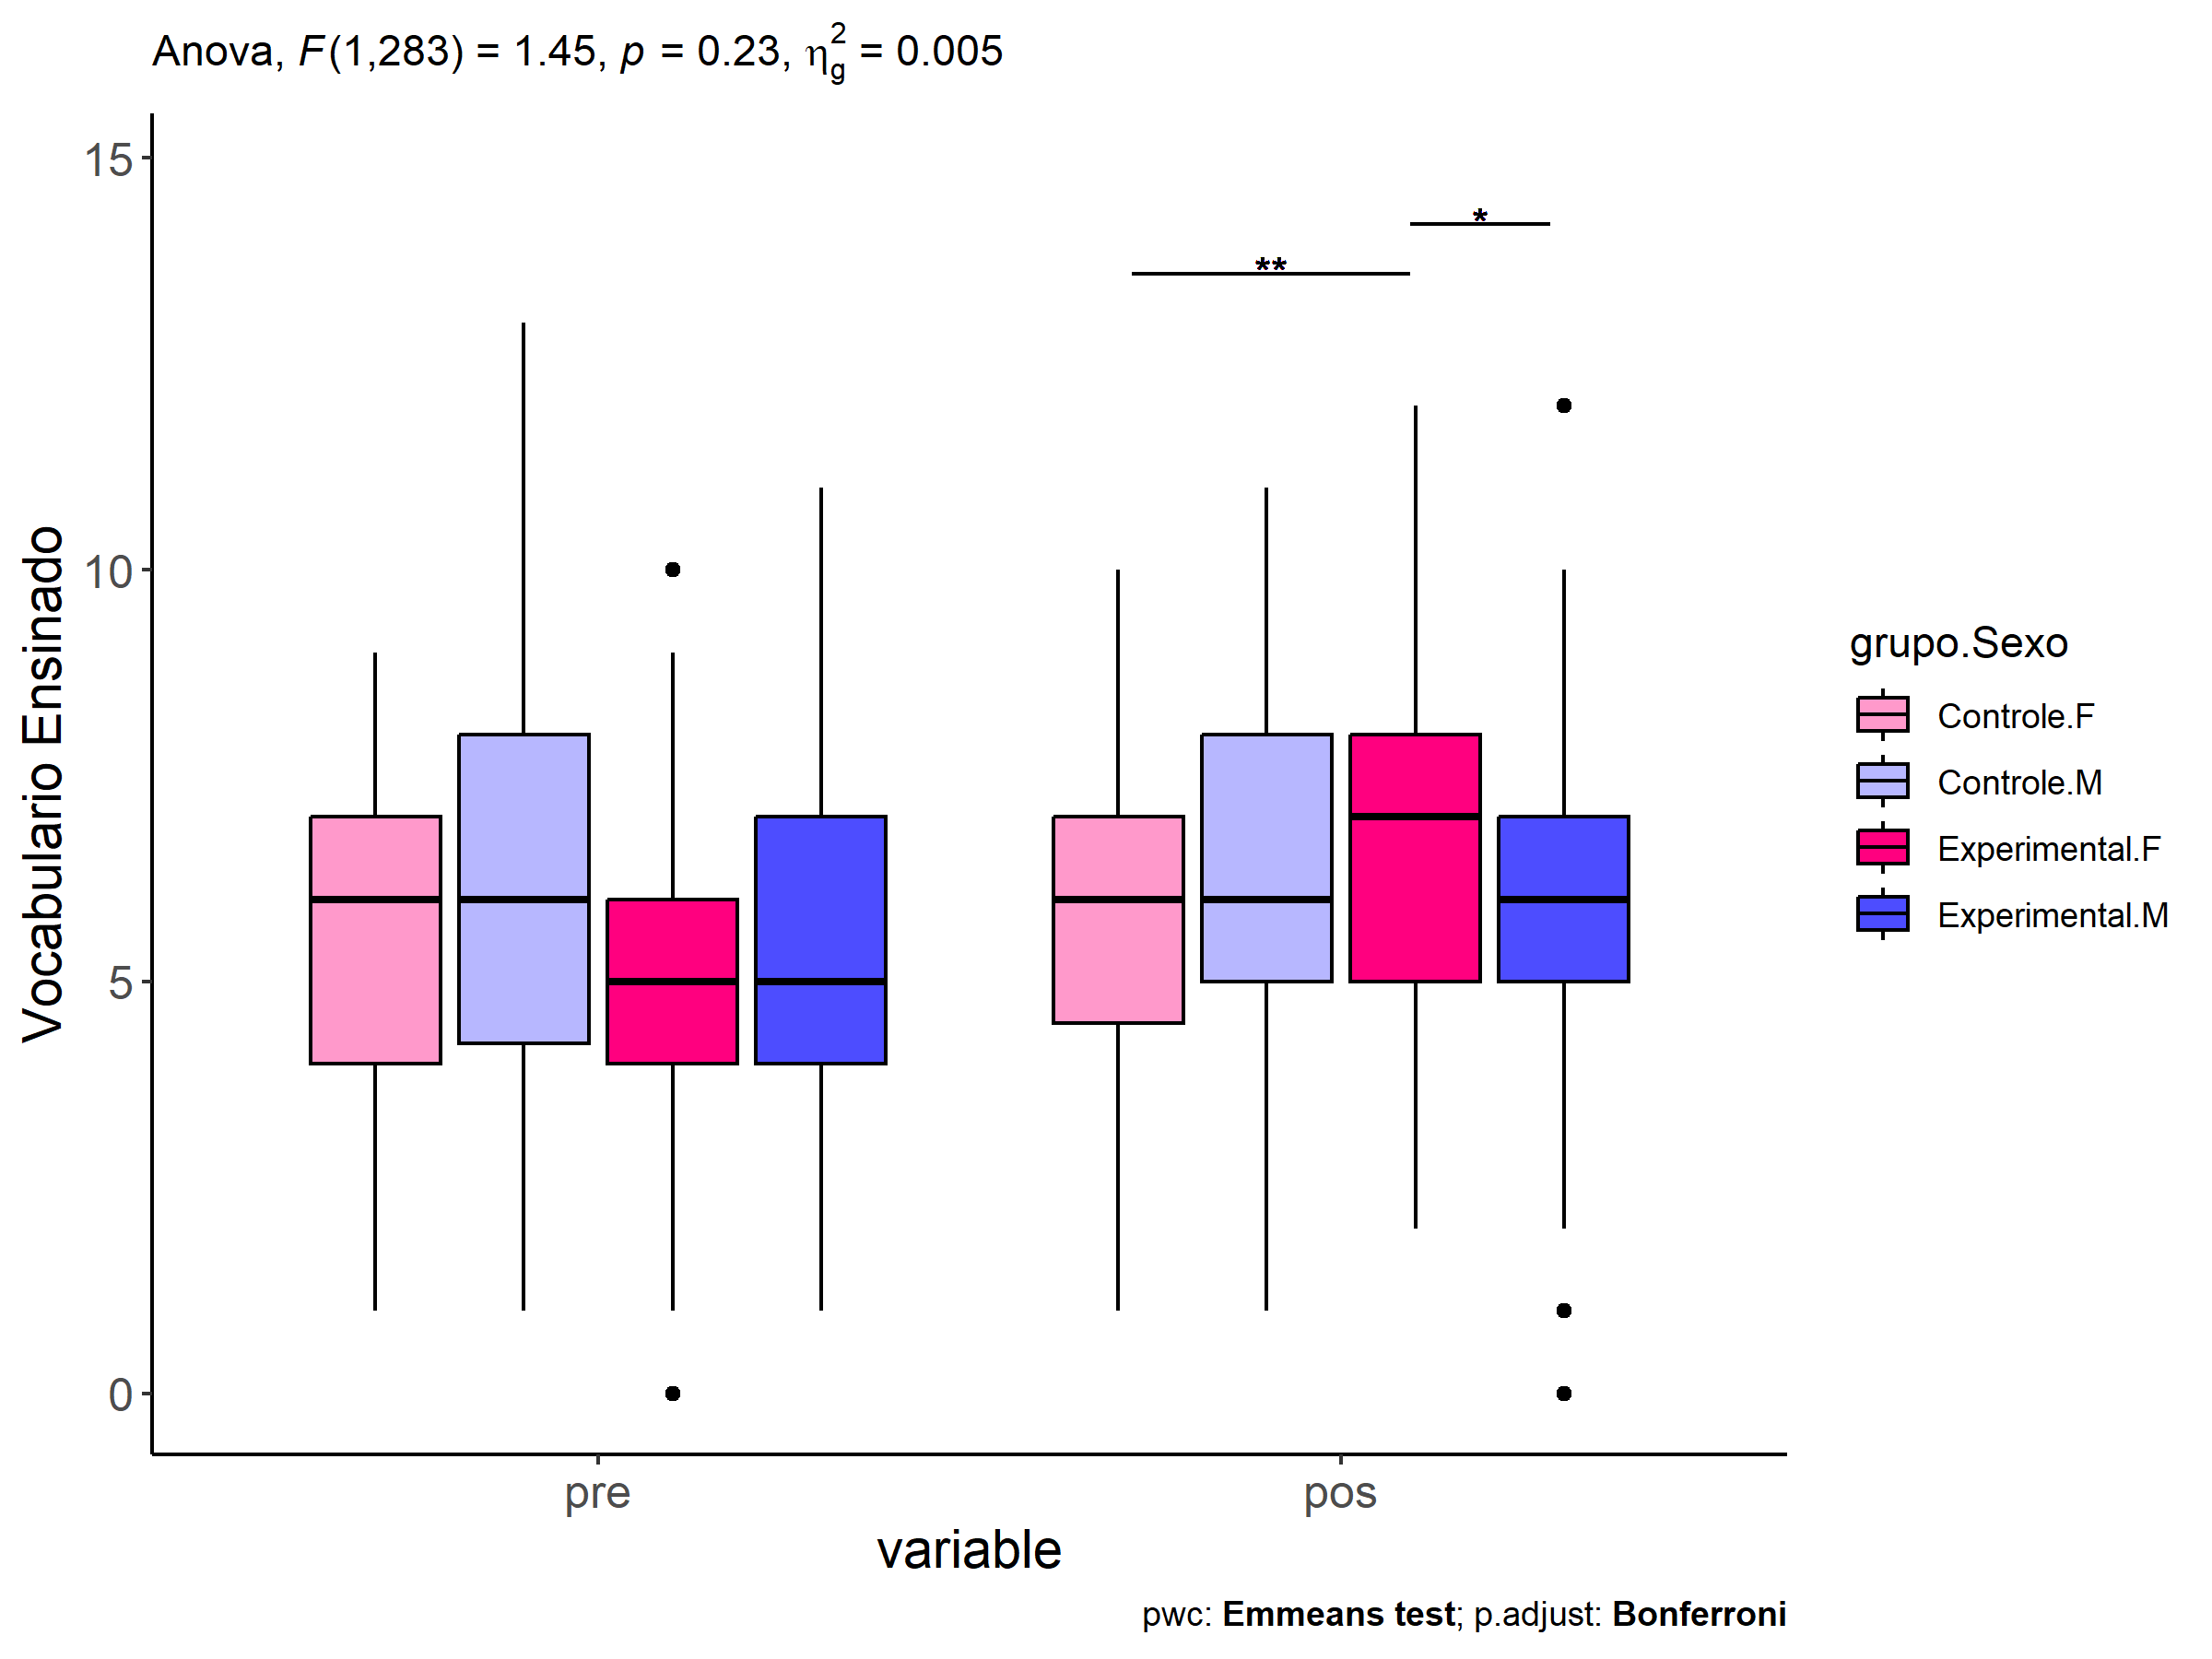 Anova, F(1,283) = 1.45, p = 0.23, η²g = 0.005
15
10
5
0
Vocabulario Ensinado
**
*
pre
pos
variable
grupo.Sexo
Controle.F
Controle.M
Experimental.F
Experimental.M
pwc: Emmeans test; p.adjust: Bonferroni